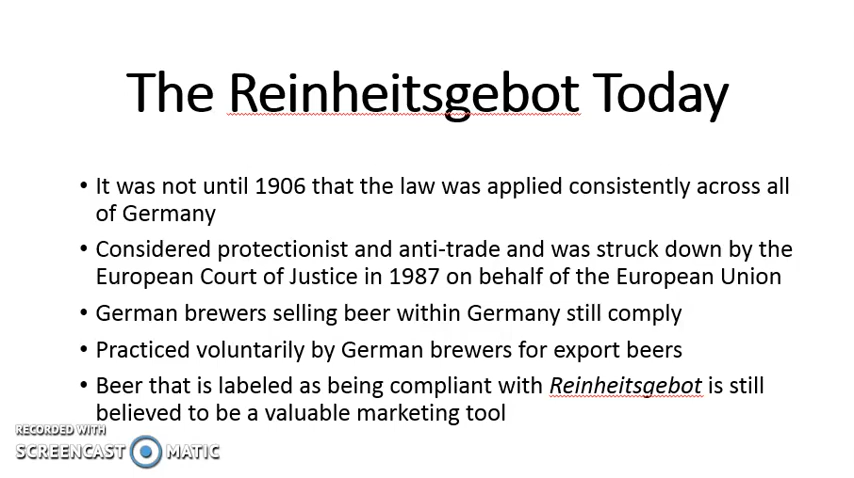 The Reinheitsgebot Today
• It was not until 1906 that the law was applied consistently across all
of Germany
• Considered protectionist and anti-trade and was struck down by the
European Court of Justice in 1987 on behalf of the European Union
• German brewers selling beer within Germany still comply
• Practiced voluntarily by German brewers for export beers
• Beer that is labeled as being compliant with Reinheitsgebot is still
believed to be a valuable marketing tool
RECORDED WITH
SCREENCAST MATIC